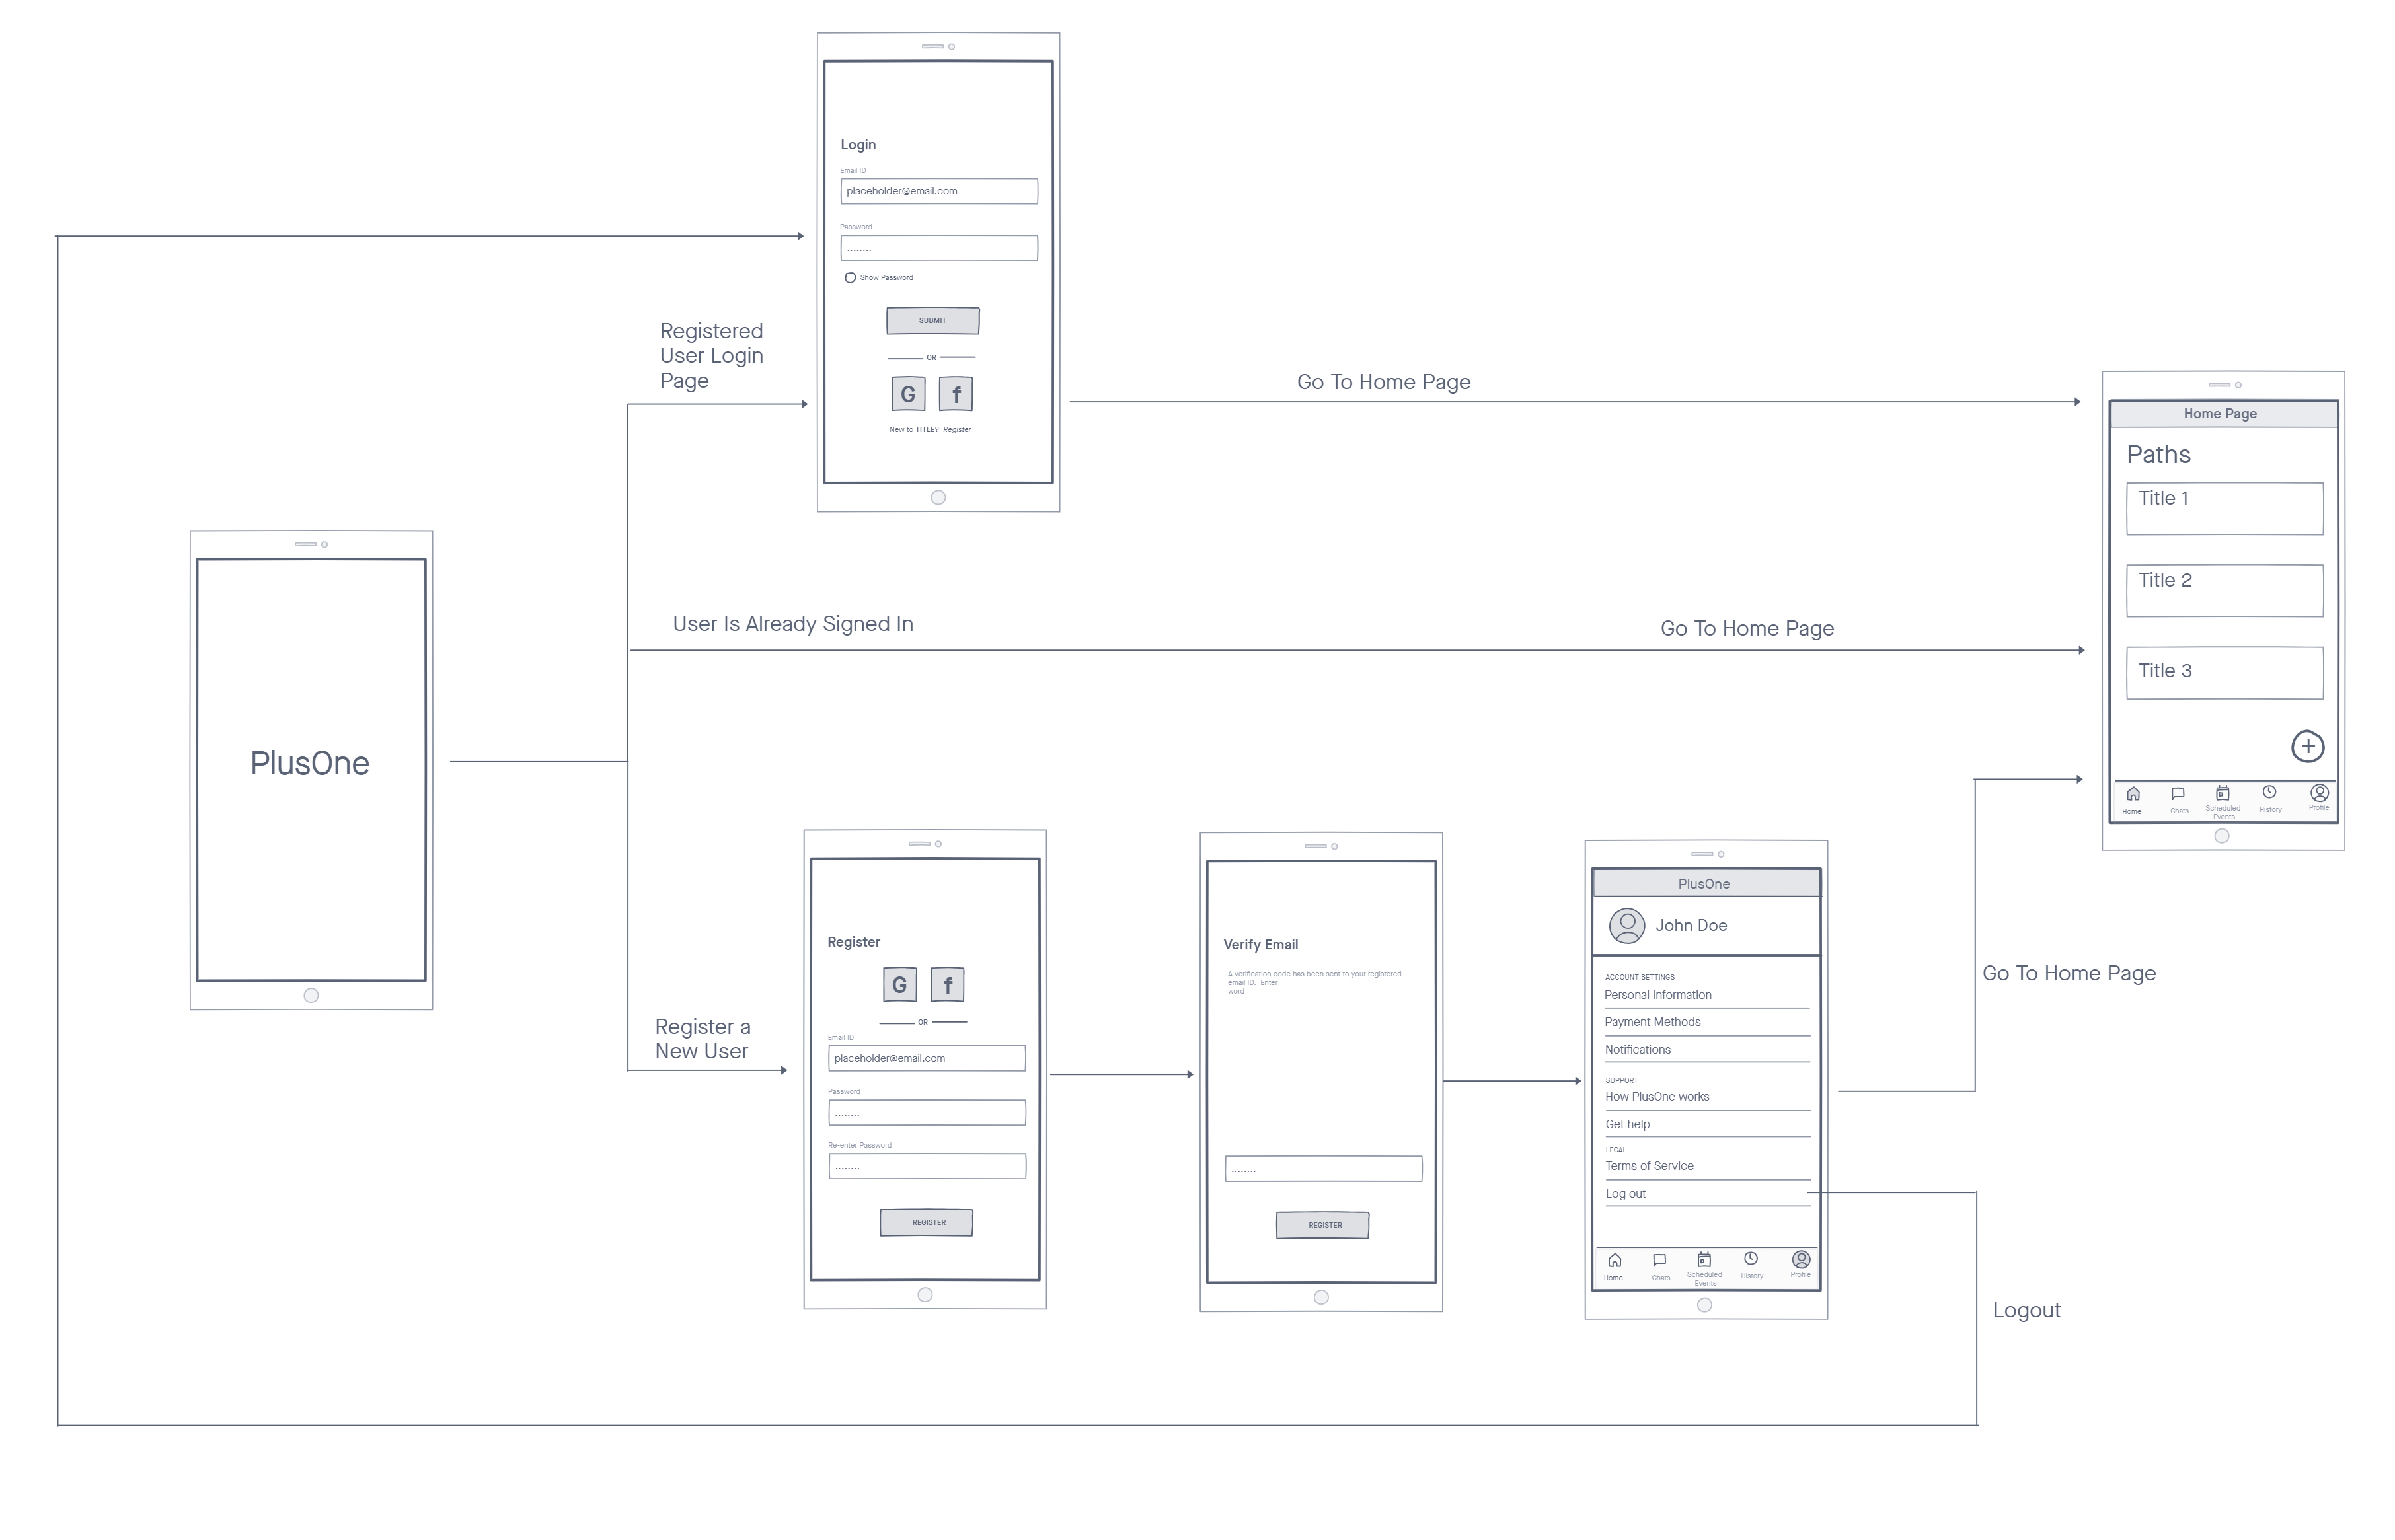 Login
Email ID
placeholder@email.com
Password
........
Show Password
SUBMIT
OR
G f
New to TITLE? Register
Registered
User Login
Page
Go To Home Page
Home Page
Paths
Title 1
Title 2
Title 3
+
Home Chats Scheduled Events History Profile
User Is Already Signed In
Go To Home Page
PlusOne
Register a
New User
Register
G f
OR
Email ID
placeholder@email.com
Password
........
Re-enter Password
........
REGISTER
Verify Email
A verification code has been sent to your registered
email ID. Enter
word
........
REGISTER
PlusOne
John Doe
ACCOUNT SETTINGS
Personal Information
Payment Methods
Notifications
SUPPORT
How PlusOne works
Get help
LEGAL
Terms of Service
Log out
Home Chats Scheduled Events History Profile
Go To Home Page
Logout